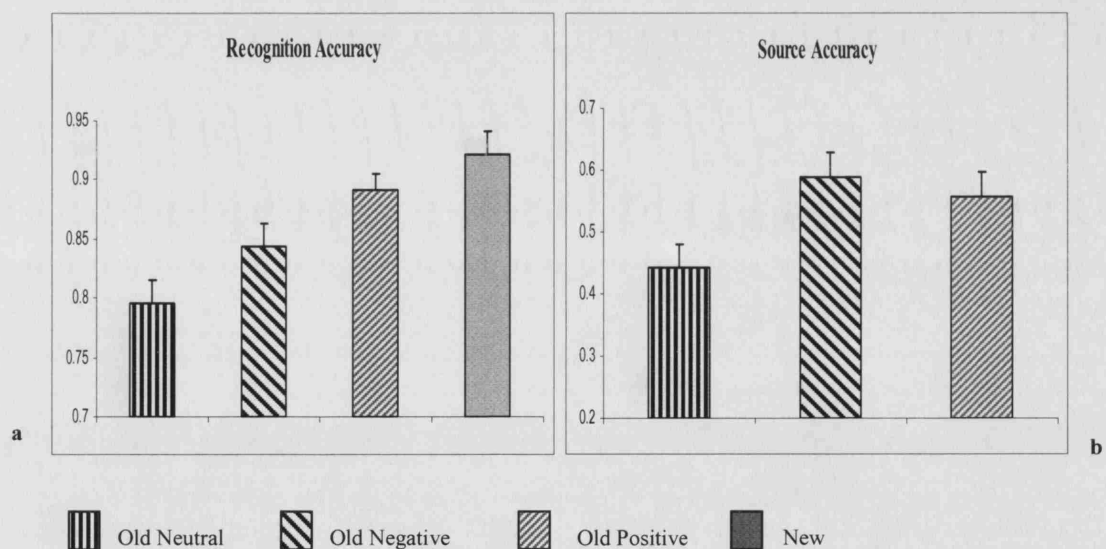 Recognition Accuracy
0.95
0.9
0.85
0.8
0.75
0.7
a
Source Accuracy
0.7
0.6
0.5
0.4
0.3
0.2
b
Old Neutral
Old Negative
Old Positive
New